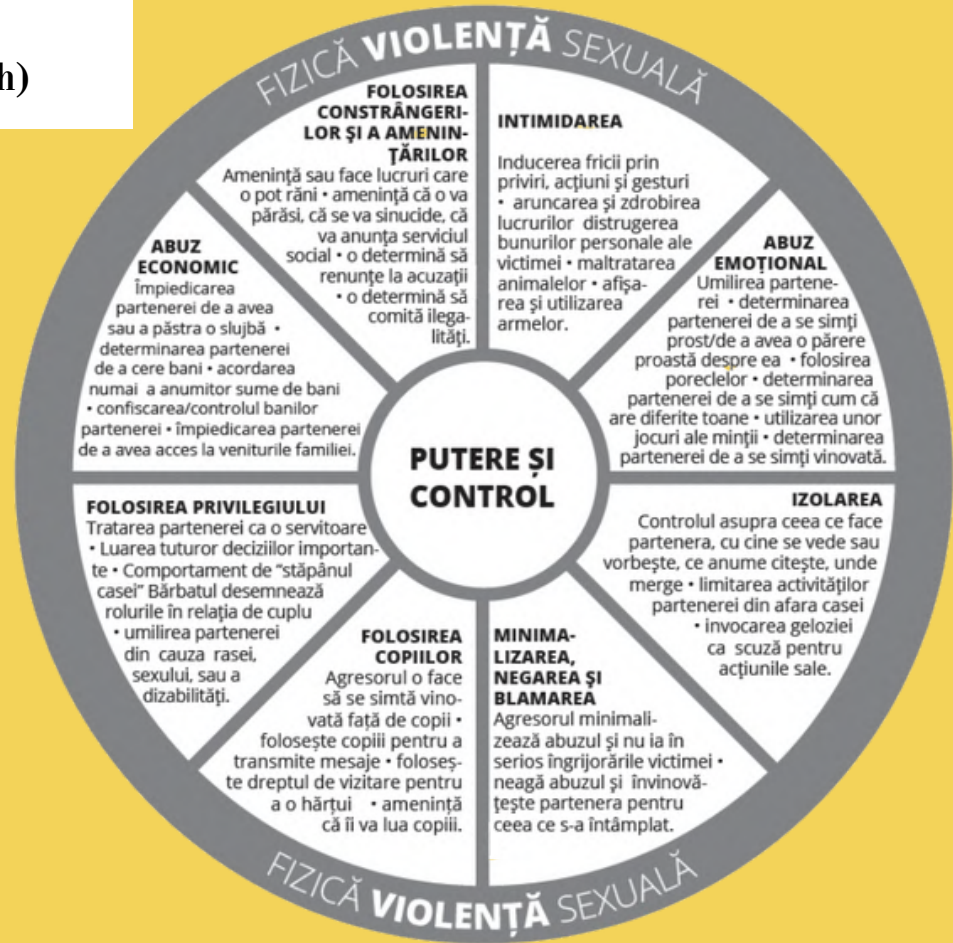 h)
FIZICĂ VIOLENȚĂ SEXUALĂ
FOLOSIREA
CONSTRÂNGERI-
LOR ȘI A AMENIN-
ȚĂRILOR
Amenință sau face lucruri care
o pot răni • amenință că o va
părăsi, că se va sinucide, că
va anunța serviciul
social • o determină să
renunțe la acuzații
• o determină să
comită ilega-
lități.
INTIMIDAREA
Inducerea fricii prin
priviri, acțiuni și gesturi
• aruncarea și zdrobirea
lucrurilor distrugerea
bunurilor personale ale
victimei • maltratarea
animalelor • afișa-
rea și utilizarea
armelor.
ABUZ
EMOȚIONAL
Umilirea partene-
rei • determinarea
partenerei de a se simți
prost/de a avea o părere
proastă despre ea • folosirea
poreclelor • determinarea
partenerei de a se simți cum că
are diferite toane • utilizarea unor
jocuri ale minții • determinarea
partenerei de a se simți vinovată.
IZOLAREA
Controlul asupra ceea ce face
partenera, cu cine se vede sau
vorbește, ce anume citește, unde
merge • limitarea activităților
partenerei din afara casei
• invocarea geloziei
ca scuză pentru
acțiunile sale.
MINIMA-
LIZAREA,
NEGAREA ȘI
BLAMAREA
Agresorul minimali-
zează abuzul și nu ia în
serios îngrijorările victimei •
neagă abuzul și învinovă-
țește partenera pentru
ceea ce s-a întâmplat.
FOLOSIREA
COPIILOR
Agresorul o face
să se simtă vino-
vată față de copii •
folosește copiii pentru a
transmite mesaje • foloseș-
te dreptul de vizitare pentru
a o hărțui • amenință
că îi va lua copiii.
FOLOSIREA PRIVILEGIULUI
Tratarea partenerei ca o servitoare
• Luarea tuturor deciziilor importan-
te • Comportament de "stăpânul
casei" Bărbatul desemnează
rolurile în relația de cuplu
• umilirea partenerei
din cauza rasei,
sexului, sau a
dizabilități.
ABUZ
ECONOMIC
Împiedicarea
partenerei de a avea
sau a păstra o slujbă •
determinarea partenerei
de a cere bani • acordarea
numai a anumitor sume de bani
• confiscarea/controlul banilor
partenerei • împiedicarea partenerei
de a avea acces la veniturile familiei.
PUTERE ȘI
CONTROL
FIZICĂ VIOLENȚĂ SEXUALĂ